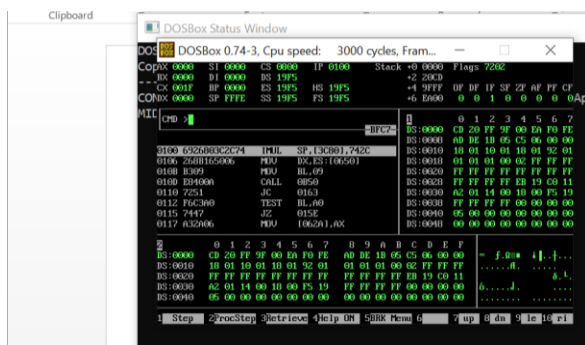 Clipboard
DOSBox Status Window
DOSBox 0.74-3, Cpu speed: 3000 cycles, Fram...
AX 0000 SI 0000 CS 0000 IP 0100 Stack +0 0000 Flags 7202
BX 0000 DI 0000 DS 19F5 +2 20CD
CX 001F BP 0000 ES 19F5 HS 19F5 +4 9FFF OF DF IF SF ZF AF PF CF
DX 0000 SP FFFE SS 19F5 FS 19F5 +6 EA00 0 0 1 0 0 0 0 0
CMD >
-BFC7-
1 0 1 2 3 4 5 6 7
DS:0000 CD 20 FF 9F 00 EA F0 FE
DS:0008 AD DE 1B 05 C5 06 00 00
0100 6926803C2C74 IMUL SP,[3C80],742C DS:0010 18 01 10 01 18 01 92 01
0106 268B165006 MOV DX,ES:[0650] DS:0018 01 01 01 00 02 FF FF FF
010B B309 MOV BL,09 DS:0020 FF FF FF FF FF FF FF FF
010D E8400A CALL 0B50 DS:0028 FF FF FF FF EB 19 C0 11
0110 7251 JC 0163 DS:0030 A2 01 14 00 18 00 F5 19
0112 F6C3A0 TEST BL,A0 DS:0038 FF FF FF FF 00 00 00 00
0115 7447 JZ 015E DS:0040 05 00 00 00 00 00 00 00
0117 A32A06 MOV [062A],AX DS:0048 00 00 00 00 00 00 00 00
2 0 1 2 3 4 5 6 7 8 9 A B C D E F
DS:0000 CD 20 FF 9F 00 EA F0 FE AD DE 1B 05 C5 06 00 00
DS:0010 18 01 10 01 18 01 92 01 01 01 01 00 02 FF FF FF
DS:0020 FF FF FF FF FF FF FF FF FF FF FF FF EB 19 C0 11
DS:0030 A2 01 14 00 18 00 F5 19 FF FF FF FF 00 00 00 00
DS:0040 05 00 00 00 00 00 00 00 00 00 00 00 00 00 00 00
1 Step 2ProcStep 3Retrieve 4Help ON 5BRK Menu 6 7 up 8 dn 9 le 10 ri